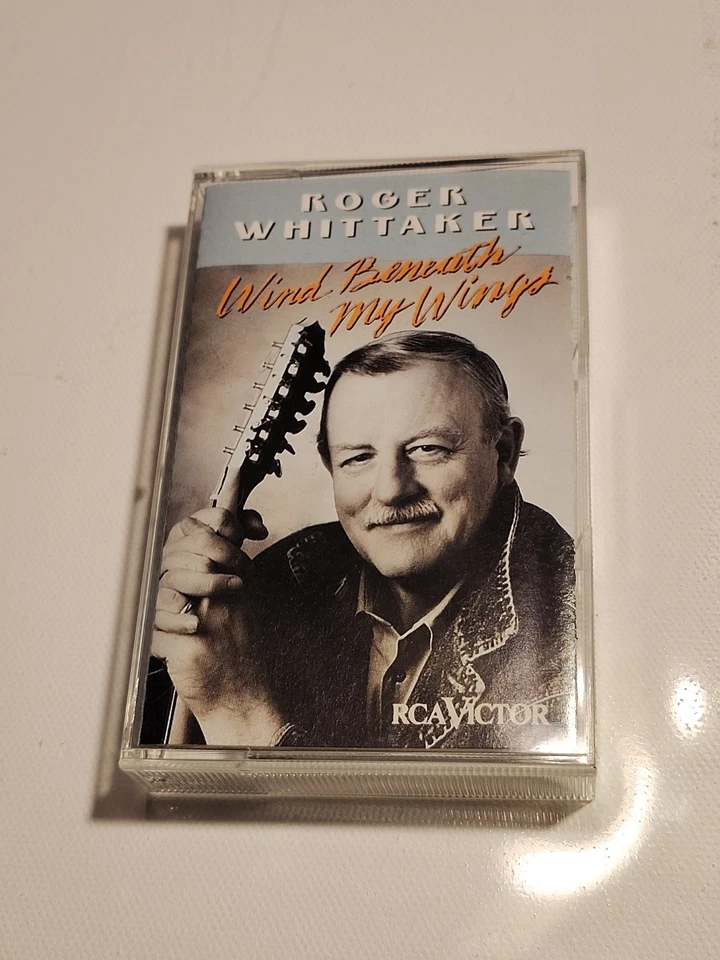 ROGER
WHITTAKER
Wind Beneath
My Wings
RCA VICTOR